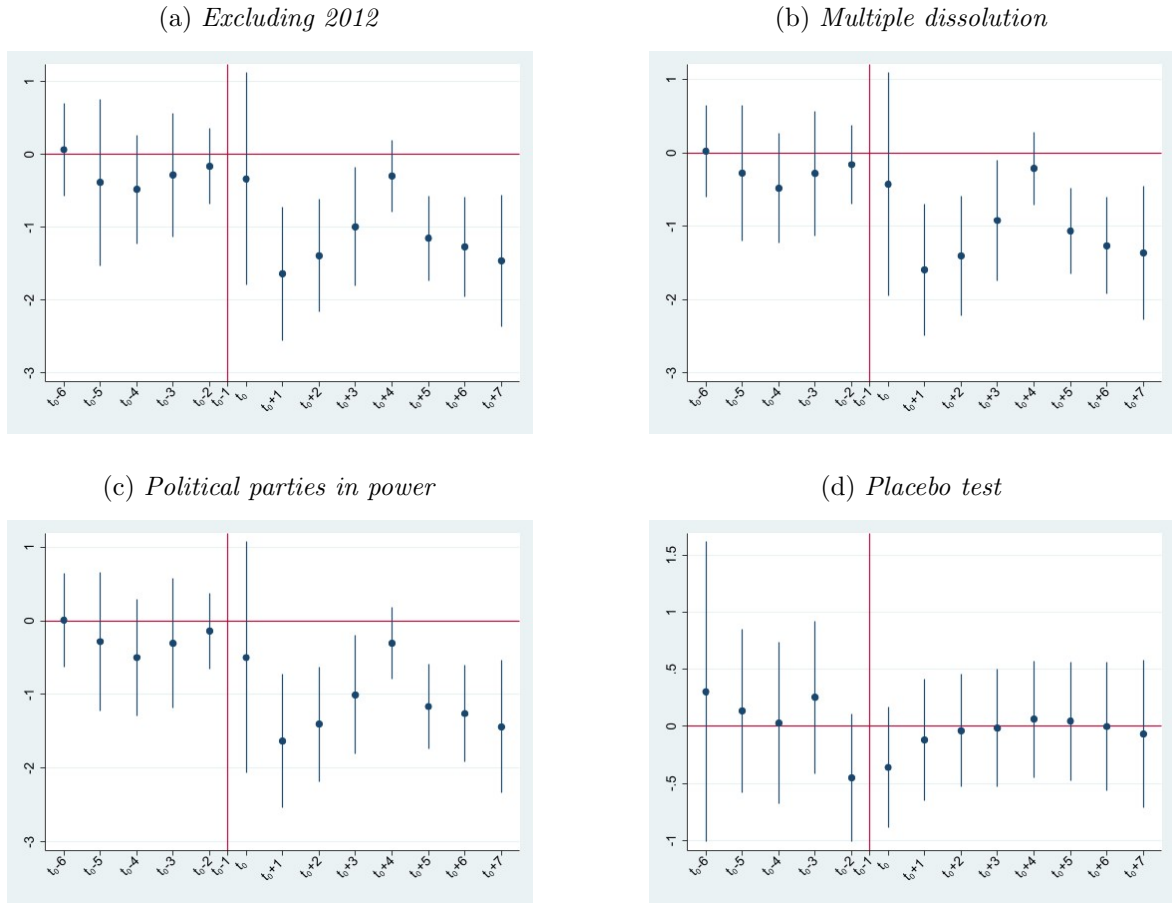 (a) Excluding 2012
1
0
-1
-2
-3
t₀-6 t₀-5 t₀-4 t₀-3 t₀-2 t₀-1 t₀ t₀+1 t₀+2 t₀+3 t₀+4 t₀+5 t₀+6 t₀+7
(b) Multiple dissolution
1
0
-1
-2
-3
t₀-6 t₀-5 t₀-4 t₀-3 t₀-2 t₀-1 t₀ t₀+1 t₀+2 t₀+3 t₀+4 t₀+5 t₀+6 t₀+7
(c) Political parties in power
1
0
-1
-2
-3
t₀-6 t₀-5 t₀-4 t₀-3 t₀-2 t₀-1 t₀ t₀+1 t₀+2 t₀+3 t₀+4 t₀+5 t₀+6 t₀+7
(d) Placebo test
1.5
1
.5
0
-.5
-1
t₀-6 t₀-5 t₀-4 t₀-3 t₀-2 t₀-1 t₀ t₀+1 t₀+2 t₀+3 t₀+4 t₀+5 t₀+6 t₀+7